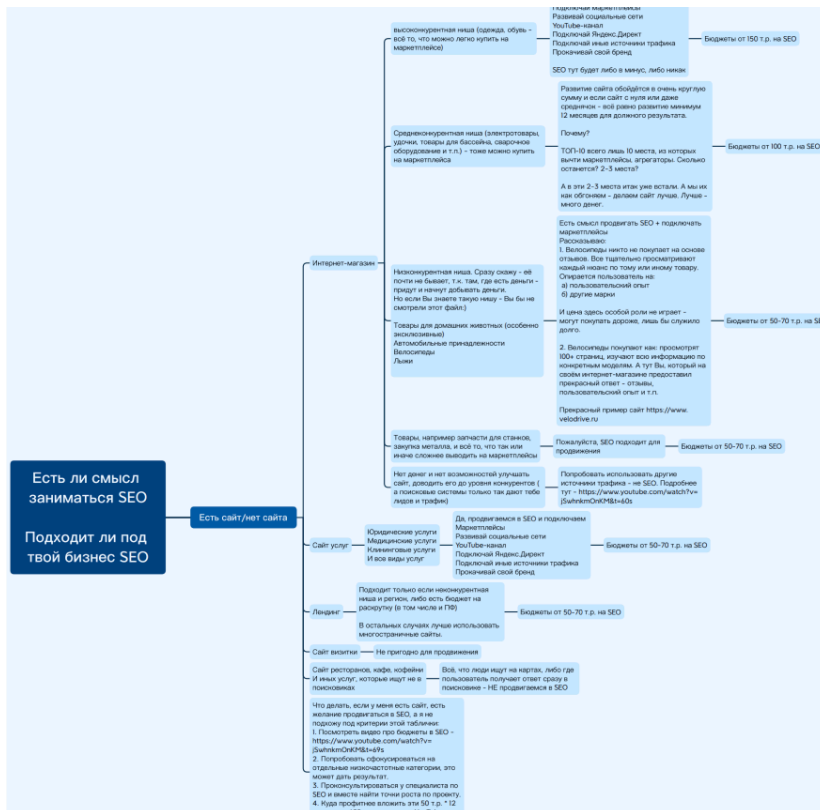 Есть ли смысл
заниматься SEO
Подходит ли под
твой бизнес SEO
Есть сайт/нет сайта
Интернет-магазин
высоконкурентная ниша (одежда, обувь -
всё то, что можно легко купить на
маркетплейсе)
Подключай маркетплейсы
Развивай социальные сети
YouTube-канал
Подключай Яндекс.Директ
Подключай иные источники трафика
Прокачивай свой бренд
SEO тут будет либо в минус, либо никак
Бюджеты от 150 т.р. на SEO
Среднеконкурентная ниша (электротовары,
удочки, товары для бассейна, сварочное
оборудование и т.п.) - тоже можно купить
на маркетплейса
Развитие сайта обойдётся в очень круглую
сумму и если сайт с нуля или даже
среднячок - всё равно развитие минимум
12 месяцев для должного результата.
Почему?
ТОП-10 всего лишь 10 места, из которых
вычти маркетплейсы, агрегаторы. Сколько
останется? 2-3 места?
А в эти 2-3 места итак уже встали. А мы их
как обгоняем - делаем сайт лучше. Лучше -
много денег.
Бюджеты от 100 т.р. на SEO
Низконкурентная ниша. Сразу скажу - её
почти не бывает, т.к. там, где есть деньги -
придут и начнут добывать деньги.
Но если Вы знаете такую нишу - Вы бы не
смотрели этот файл:)
Товары для домашних животных (особенно
эксклюзивные)
Автомобильные принадлежности
Велосипеды
Лыжи
Есть смысл продвигать SEO + подключать
маркетплейсы
Рассказываю:
1. Велосипеды никто не покупает на основе
отзывов. Все тщательно просматривают
каждый нюанс по тому или иному товару.
Опирается пользователь на:
а) пользовательский опыт
б) другие марки
И цена здесь особой роли не играет -
могут покупать дороже, лишь бы служило
долго.
2. Велосипеды покупают как: просмотрят
100+ страниц, изучают всю информацию по
конкретным моделям. А тут Вы, который на
своём интернет-магазине предоставил
прекрасный ответ - отзывы,
пользовательский опыт и т.п.
Прекрасный пример сайт https://www.
velodrive.ru
Бюджеты от 50-70 т.р. на SEO
Товары, например запчасти для станков,
закупка металла, и всё то, что так или
иначе сложнее выводить на маркетплейсы
Пожалуйста, SEO подходит для
продвижения
Бюджеты от 50-70 т.р. на SEO
Нет денег и нет возможностей улучшать
сайт, доводить его до уровня конкурентов (
а поисковые системы только так дают тебе
лидов и трафик)
Попробовать использовать другие
источники трафика - не SEO. Подробнее
тут - https://www.youtube.com/watch?v=
jSwhnkmOnKM&t=60s
Сайт услуг
Юридические услуги
Медицинские услуги
Клининговые услуги
И все виды услуг
Да, продвигаемся в SEO и подключаем
Маркетплейсы
Развивай социальные сети
YouTube-канал
Подключай Яндекс.Директ
Подключай иные источники трафика
Прокачивай свой бренд
Бюджеты от 50-70 т.р. на SEO
Лендинг
Подходит только если неконкурентная
ниша и регион, либо есть бюджет на
раскрутку (в том числе и ПФ)
В остальных случаях лучше использовать
многостраничные сайты.
Бюджеты от 50-70 т.р. на SEO
Сайт визитки
Не пригодно для продвижения
Сайт ресторанов, кафе, кофейни
И иных услуг, которые ищут не в
поисковиках
Всё, что люди ищут на картах, либо где
пользователь получает ответ сразу в
поисковике - НЕ продвигаемся в SEO
Что делать, если у меня есть сайт, есть
желание продвигаться в SEO, а я не
подхожу под критерии этой таблички:
1. Посмотреть видео про бюджеты в SEO -
https://www.youtube.com/watch?v=
jSwhnkmOnKM&t=69s
2. Попробовать сфокусироваться на
отдельные низкочастотные категории, это
может дать результат.
3. Проконсультироваться у специалиста по
SEO и вместе найти точки роста по проекту.
4. Куда профитнее вложить эти 50 т.р. * 12